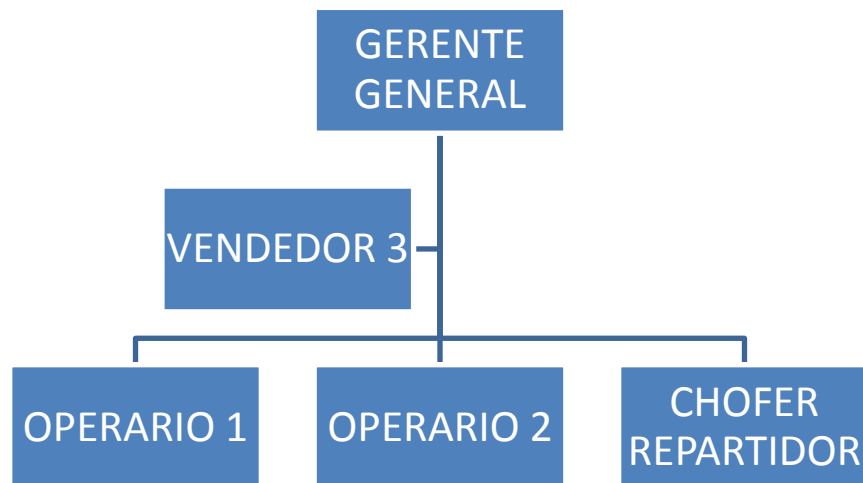 GERENTE
GENERAL
VENDEDOR 3
OPERARIO 1
OPERARIO 2
CHOFER
REPARTIDOR